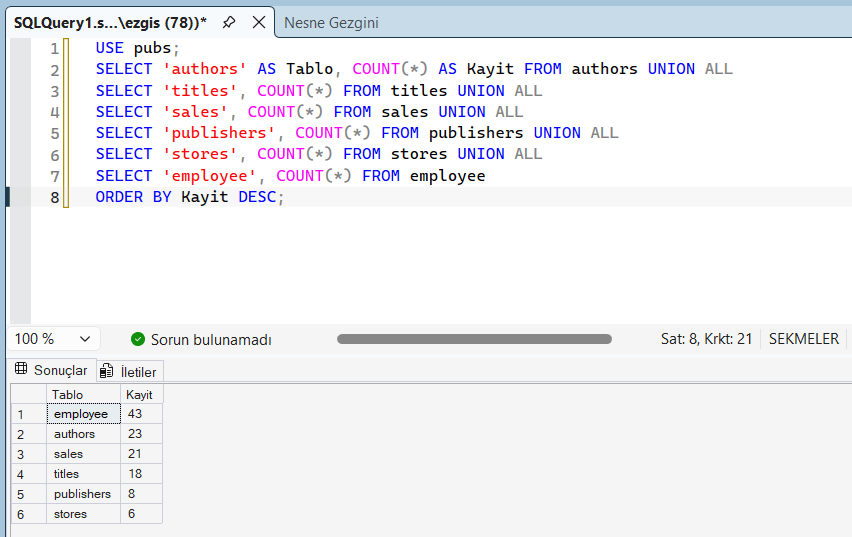 SQLQuery1.s...\ezgis (78))* Nesne Gezgini
1 USE pubs;
2 SELECT 'authors' AS Tablo, COUNT(*) AS Kayit FROM authors UNION ALL
3 SELECT 'titles', COUNT(*) FROM titles UNION ALL
4 SELECT 'sales', COUNT(*) FROM sales UNION ALL
5 SELECT 'publishers', COUNT(*) FROM publishers UNION ALL
6 SELECT 'stores', COUNT(*) FROM stores UNION ALL
7 SELECT 'employee', COUNT(*) FROM employee
8 ORDER BY Kayit DESC;
100 % Sorun bulunamadı Sat: 8, Krkt: 21 SEKMELER
Sonuçlar İletiler
Tablo Kayit
1 employee 43
2 authors 23
3 sales 21
4 titles 18
5 publishers 8
6 stores 6